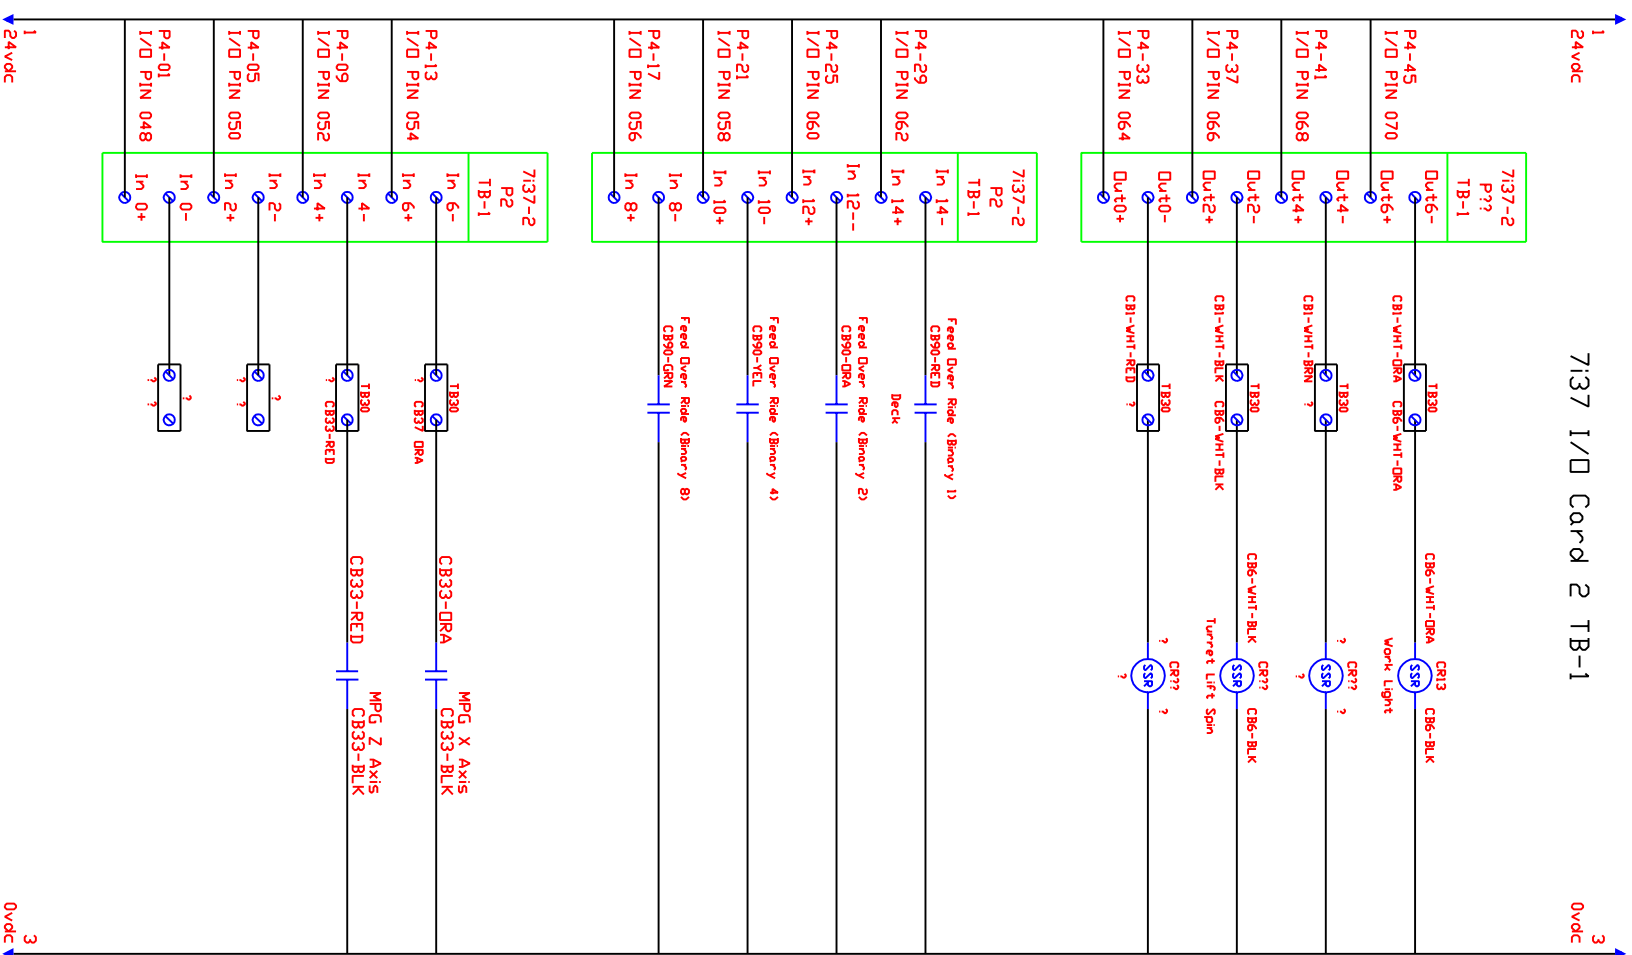 7i37 I/O Card 2 TB-1
1
24vdc
3
0vdc
P4-45
I/O PIN 070
P4-41
I/O PIN 068
P4-37
I/O PIN 066
P4-33
I/O PIN 064
7i37-2
P??
TB-1
Out6-
Out6+
Out4-
Out4+
Out2-
Out2+
Out0-
Out0+
CB1-WHT-ORA
TB30
CB6-WHT-ORA
CB6-WHT-ORA
CR13
SSR
CB6-BLK
Work Light
CB1-WHT-BRN
TB30
?
?
CR??
SSR
?
?
CB1-WHT-BLK
TB30
CB6-WHT-BLK
CB6-WHT-BLK
CR??
SSR
CB6-BLK
Turret Lift Spin
CB1-WHT-RED
TB30
?
?
CR??
SSR
?
?
P4-29
I/O PIN 062
P4-25
I/O PIN 060
P4-21
I/O PIN 058
P4-17
I/O PIN 056
7i37-2
P2
TB-1
In 14-
In 14+
In 12--
In 12+
In 10-
In 10+
In 8-
In 8+
Feed Over Ride (Binary 1)
CB90-RED
Deck
Feed Over Ride (Binary 2)
CB90-ORA
Feed Over Ride (Binary 4)
CB90-YEL
Feed Over Ride (Binary 8)
CB90-GRN
P4-13
I/O PIN 054
P4-09
I/O PIN 052
P4-05
I/O PIN 050
P4-01
I/O PIN 048
7i37-2
P2
TB-1
In 6-
In 6+
In 4-
In 4+
In 2-
In 2+
In 0-
In 0+
TB30
?
CB37 ORA
CB33-ORA
MPG X Axis
CB33-BLK
TB30
?
CB33-RED
CB33-RED
MPG Z Axis
CB33-BLK
?
?
?
?
?
?
1
24vdc
3
0vdc